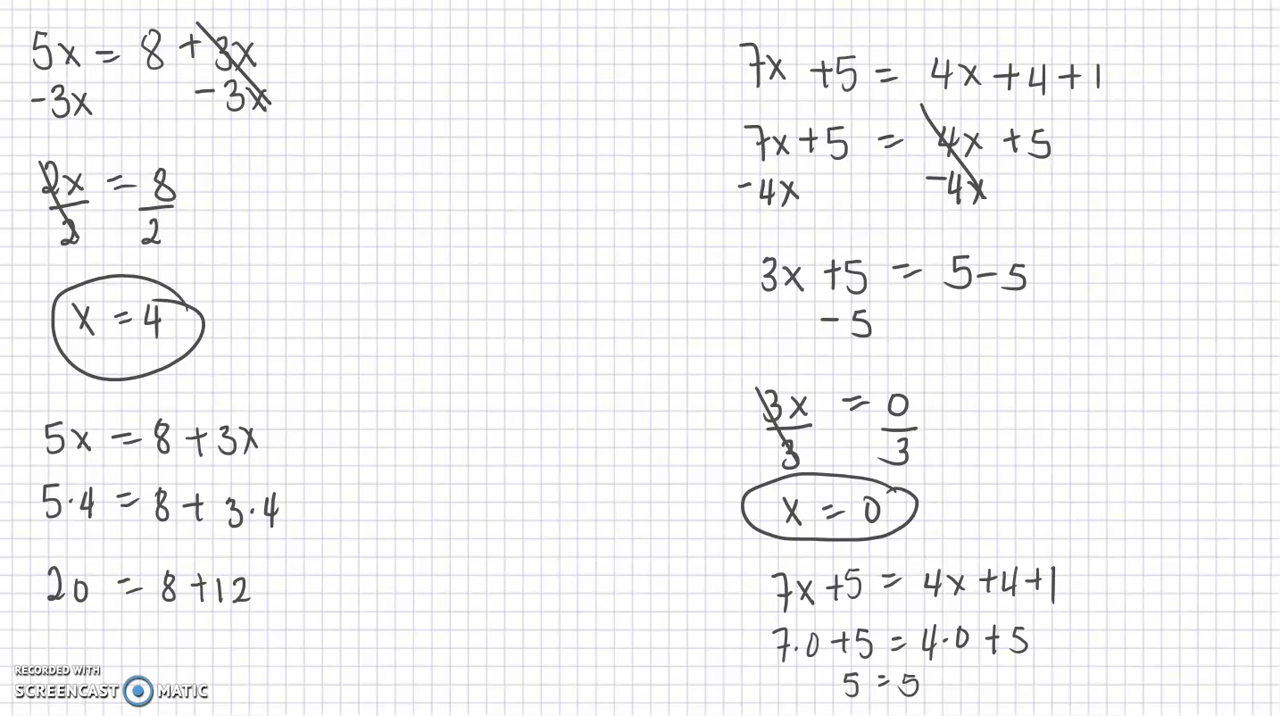 5x = 8 + 3x
-3x - 3x
2x = 8
2 2
x = 4
5x = 8 + 3x
5·4 = 8 + 3·4
20 = 8 + 12
7x + 5 = 4x + 4 + 1
7x + 5 = 4x + 5
-4x -4x
3x + 5 = 5 - 5
- 5
3x = 0
3 3
x = 0
7x + 5 = 4x + 4 + 1
7·0 + 5 = 4·0 + 5
5 = 5
RECORDED WITH
SCREENCAST MATIC